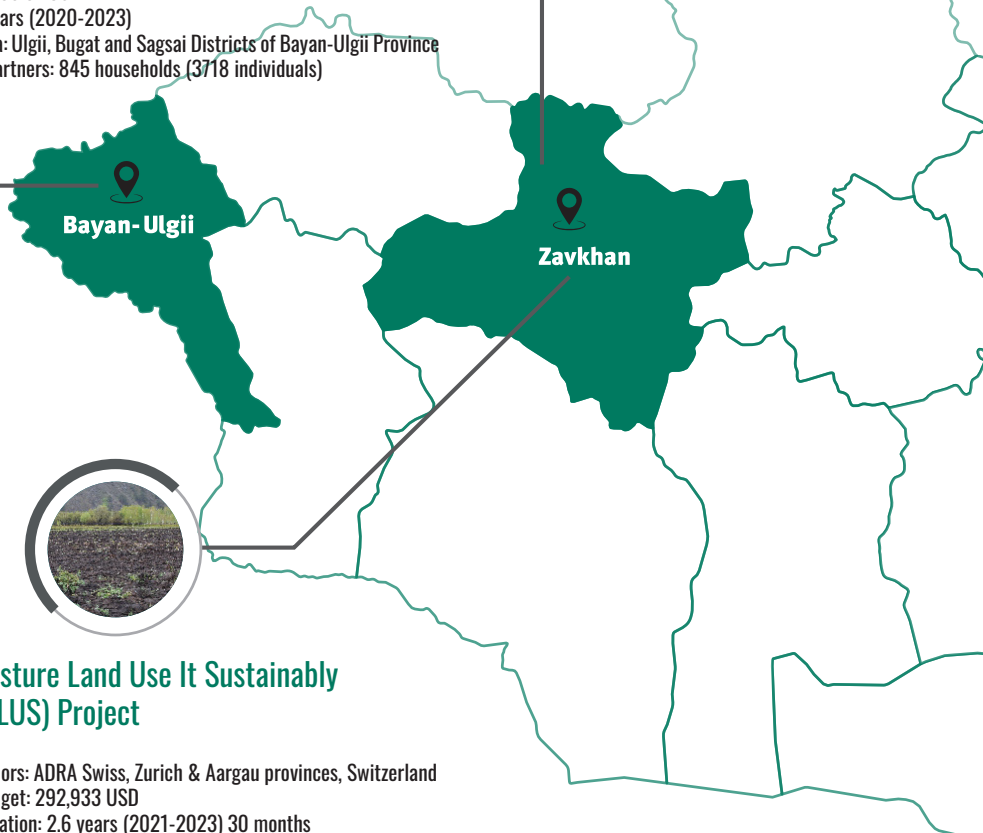 ars (2020-2023)
a: Ulgii, Bugat and Sagsai Districts of Bayan-Ulgii Province
artners: 845 households (3718 individuals)
Bayan-Ulgii
Zavkhan
sture Land Use It Sustainably
LUS) Project
ors: ADRA Swiss, Zurich & Aargau provinces, Switzerland
get: 292,933 USD
ation: 2.6 years (2021-2023) 30 months